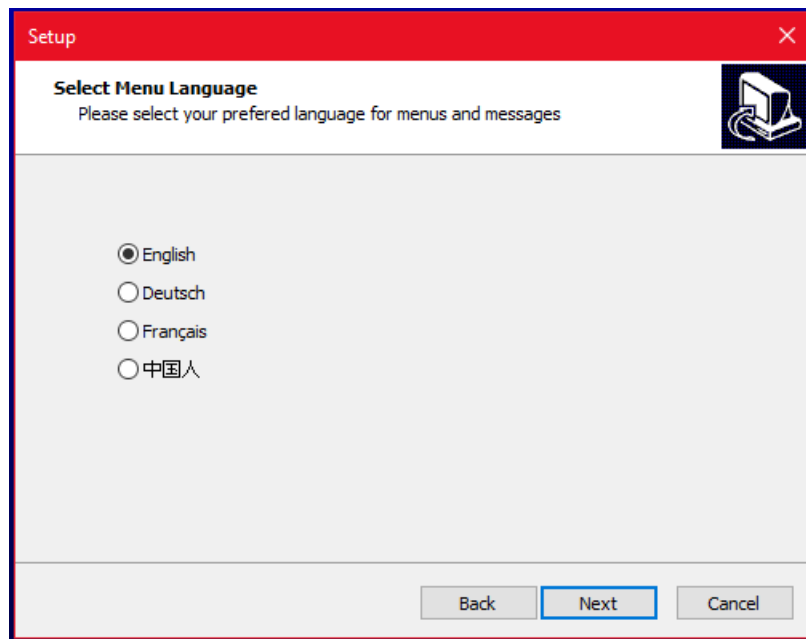 Setup
Select Menu Language
Please select your prefered language for menus and messages
English
Deutsch
Français
中国人
Back Next Cancel